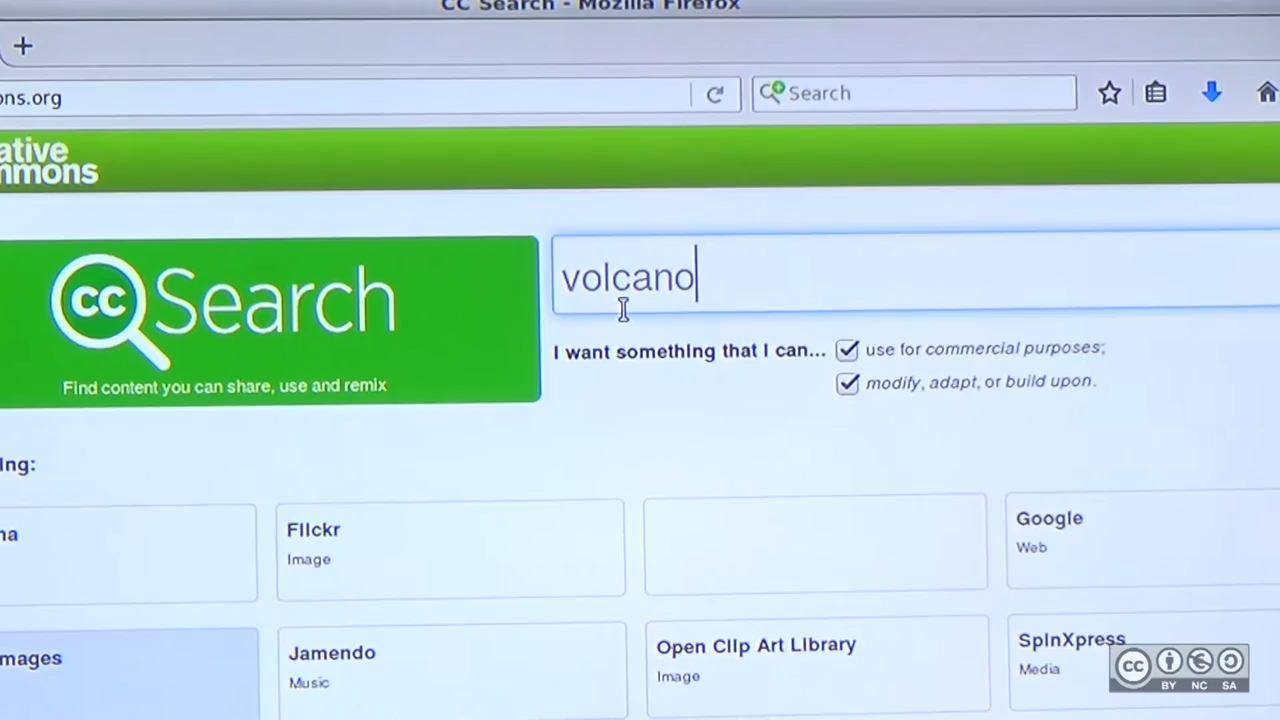 CC Search - Mozilla Firefox
+
ons.org
Search
ative
mmons
cc Search
Find content you can share, use and remix
volcano
I want something that I can... use for commercial purposes;
modify, adapt, or build upon.
ing:
na
Flickr
Image
Google
Web
mages
Jamendo
Music
Open Clip Art Library
Image
SpinXpress
Media
cc
BY NC SA